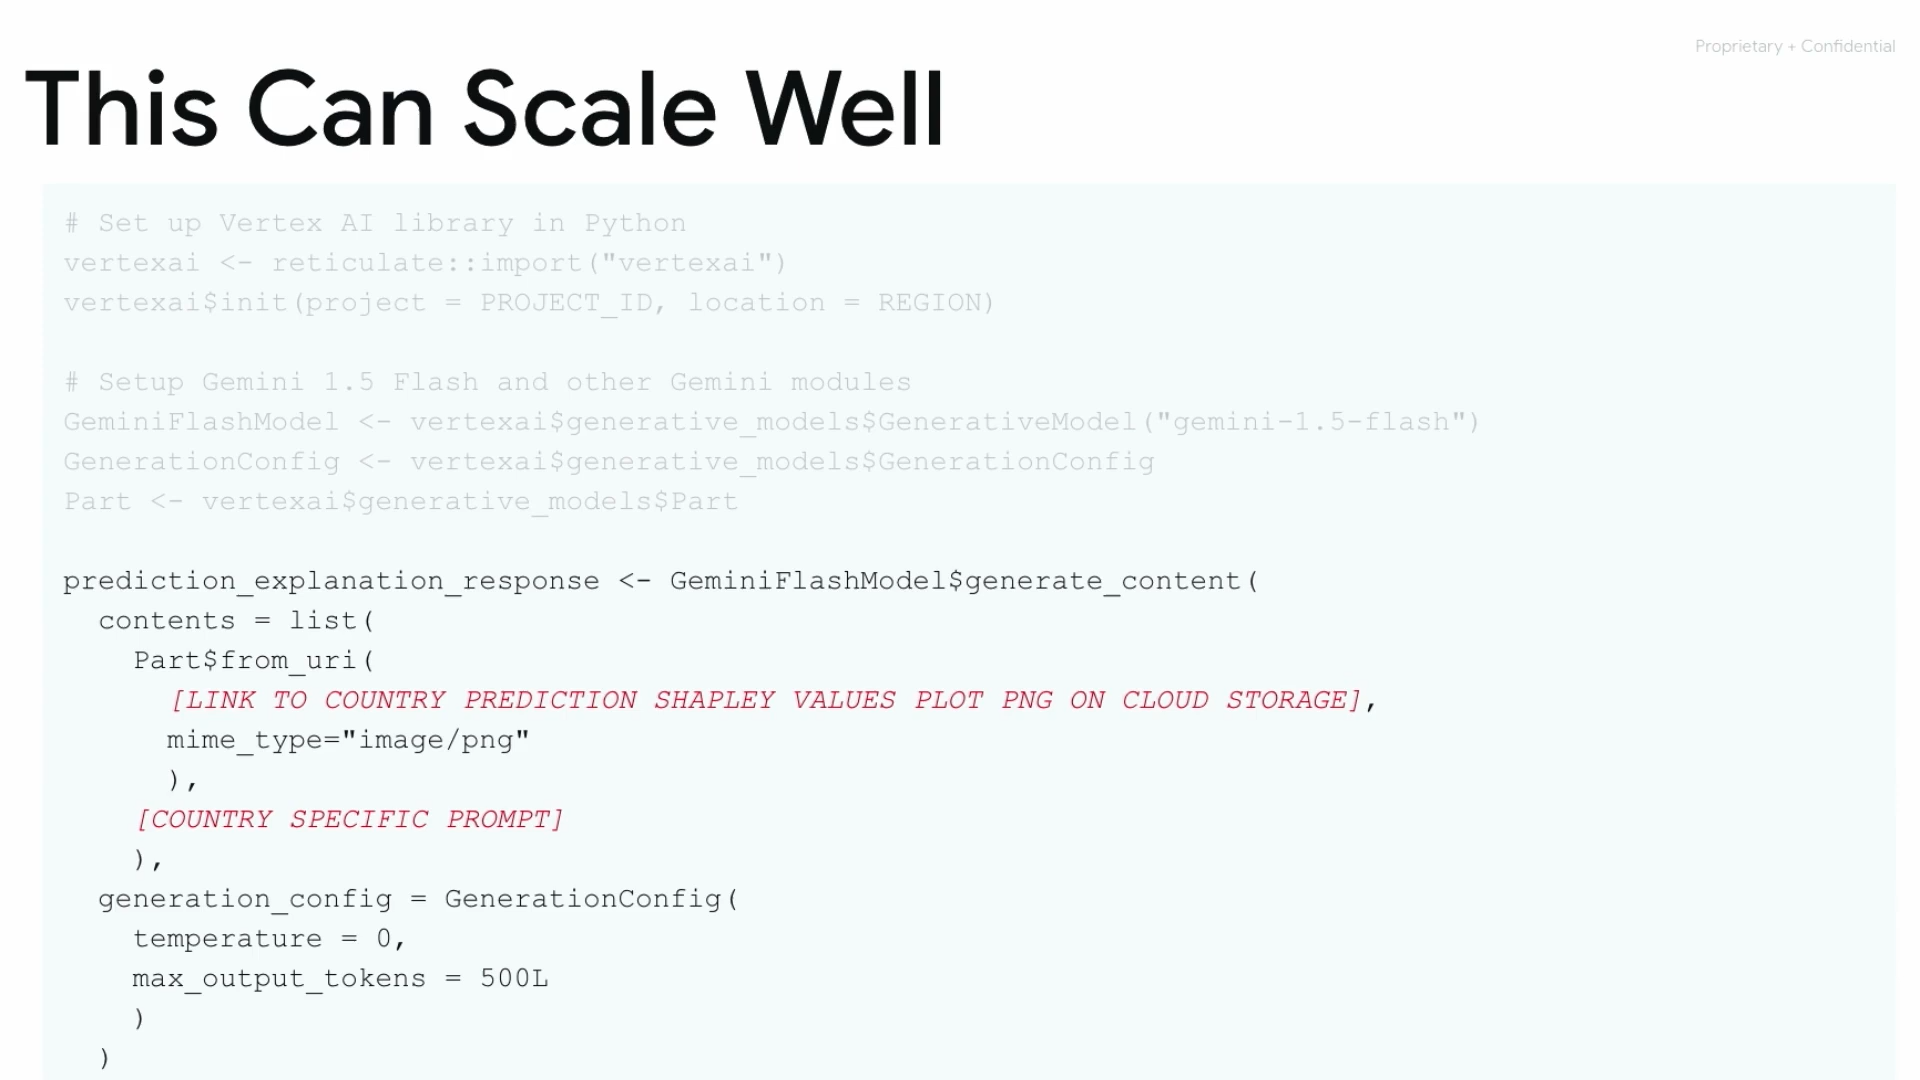 Proprietary + Confidential
This Can Scale Well
# Set up Vertex AI library in Python
vertexai <- reticulate::import("vertexai")
vertexai$init(project = PROJECT_ID, location = REGION)
# Setup Gemini 1.5 Flash and other Gemini modules
GeminiFlashModel <- vertexai$generative_models$GenerativeModel("gemini-1.5-flash")
GenerationConfig <- vertexai$generative_models$GenerationConfig
Part <- vertexai$generative_models$Part
prediction_explanation_response <- GeminiFlashModel$generate_content(
contents = list(
Part$from_uri(
[LINK TO COUNTRY PREDICTION SHAPLEY VALUES PLOT PNG ON CLOUD STORAGE],
mime_type="image/png"
),
[COUNTRY SPECIFIC PROMPT]
),
generation_config = GenerationConfig(
temperature = 0,
max_output_tokens = 500L
)
)